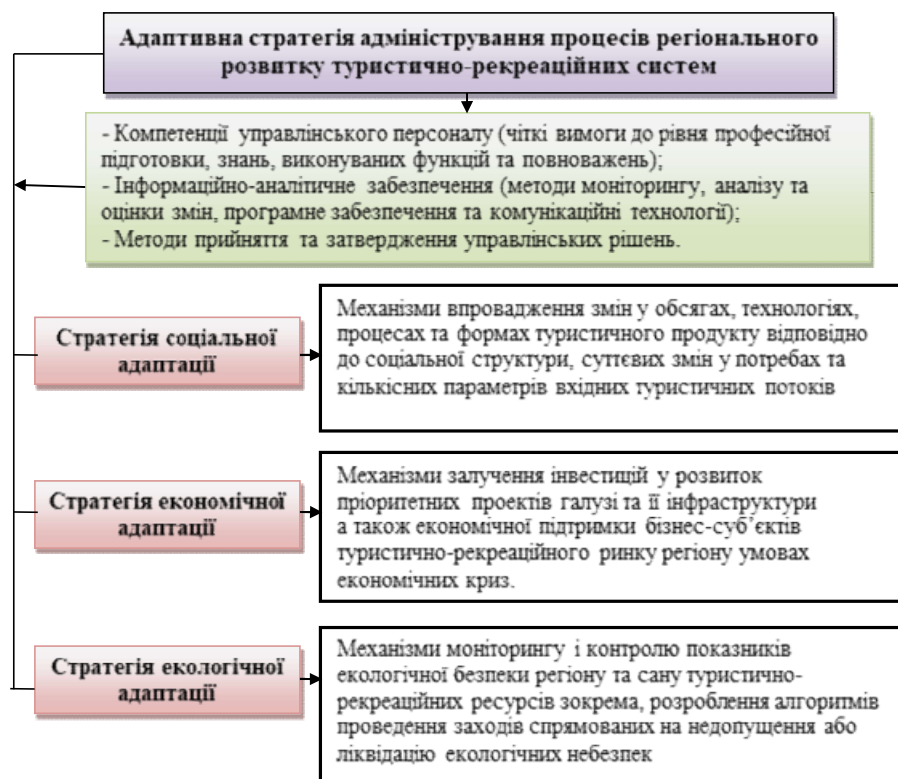 Адаптивна стратегія адміністрування процесів регіонального
розвитку туристично-рекреаційних систем
- Компетенції управлінського персоналу (чіткі вимоги до рівня професійної
підготовки, знань, виконуваних функцій та повноважень);
- Інформаційно-аналітичне забезпечення (методи моніторингу, аналізу та
оцінки змін, програмне забезпечення та комунікаційні технології);
- Методи прийняття та затвердження управлінських рішень.
Стратегія соціальної
адаптації
Механізми впровадження змін у обсягах, технологіях,
процесах та формах туристичного продукту відповідно
до соціальної структури, суттєвих змін у потребах та
кількісних параметрів вхідних туристичних потоків
Стратегія економічної
адаптації
Механізми залучення інвестицій у розвиток
пріоритетних проектів галузі та її інфраструктури
а також економічної підтримки бізнес-суб’єктів
туристично-рекреаційного ринку регіону умовах
економічних криз.
Стратегія екологічної
адаптації
Механізми моніторингу і контролю показників
екологічної безпеки регіону та сану туристично-
рекреаційних ресурсів зокрема, розроблення алгоритмів
проведення заходів спрямованих на недопущення або
ліквідацію екологічних небезпек